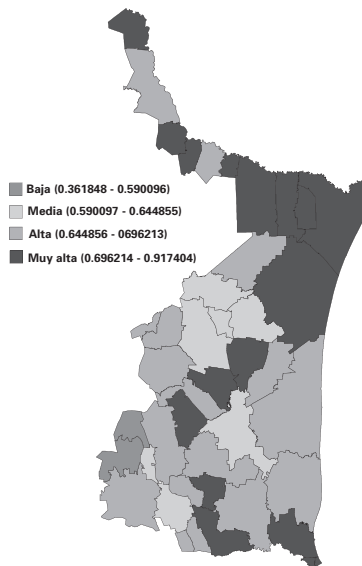 Baja (0.361848 - 0.590096)
Media (0.590097 - 0.644855)
Alta (0.644856 - 0696213)
Muy alta (0.696214 - 0.917404)